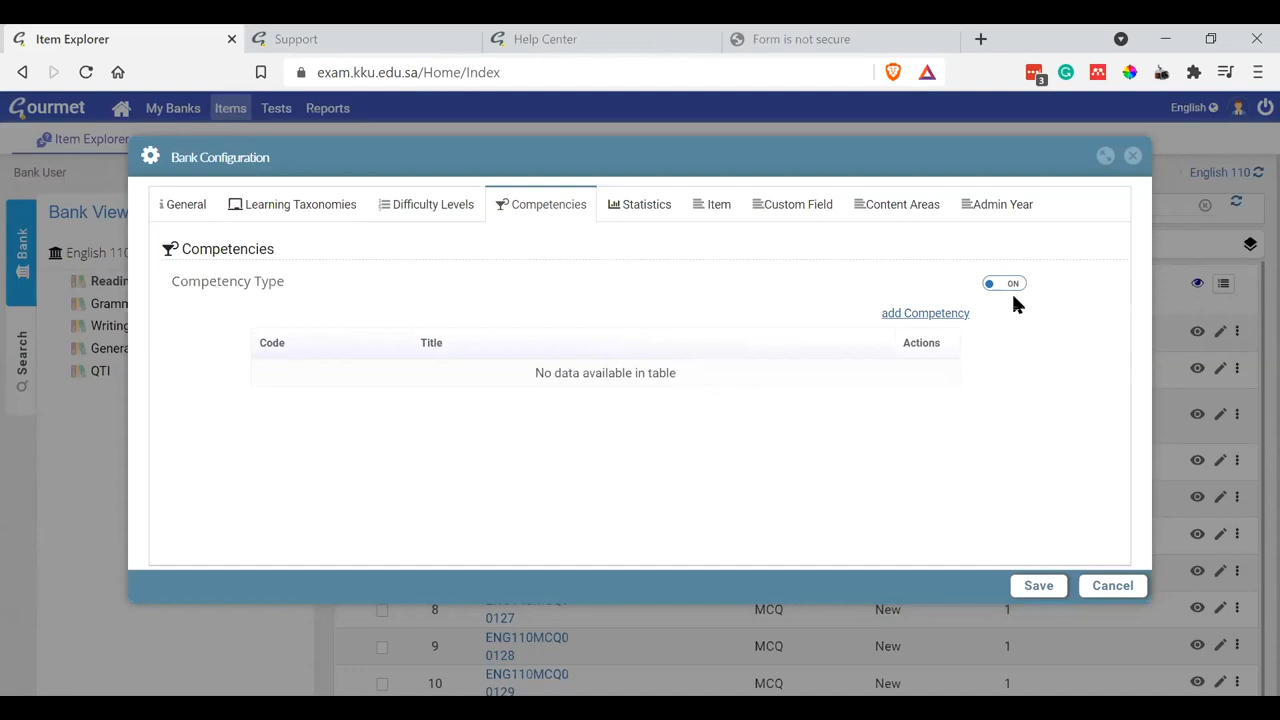 Item Explorer
Support
Help Center
Form is not secure
exam.kku.edu.sa/Home/Index
3
Gourmet
My Banks
Items
Tests
Reports
English
Item Explorer
Bank User
English 110
Bank Configuration
General
Learning Taxonomies
Difficulty Levels
Competencies
Statistics
Item
Custom Field
Content Areas
Admin Year
Bank
Search
Bank View
English 110
Readin
Gramm
Writing
Genera
QTI
Competencies
Competency Type
ON
add Competency
Code Title Actions
No data available in table
Save
Cancel
8
0127
MCQ New 1
9 ENG110MCQ0
0128
MCQ New 1
10 ENG110MCQ0
0129
MCQ New 1